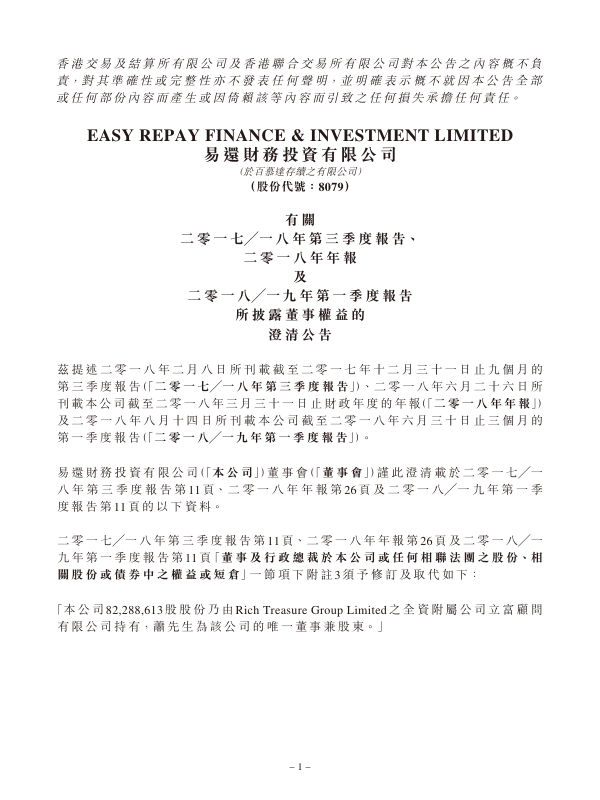 香港交易及結算所有限公司及香港聯合交易所有限公司對本公告之內容概不負
責，對其準確性或完整性亦不發表任何聲明，並明確表示概不就因本公告全部
或任何部份內容而產生或因倚賴該等內容而引致之任何損失承擔任何責任。
EASY REPAY FINANCE & INVESTMENT LIMITED
易還財務投資有限公司
(於百慕達存續之有限公司)
(股份代號：8079)
有關
二零一七╱一八年第三季度報告、
二零一八年年報
及
二零一八╱一九年第一季度報告
所披露董事權益的
澄清公告
茲提述二零一八年二月八日所刊載截至二零一七年十二月三十一日止九個月的
第三季度報告(「二零一七╱一八年第三季度報告」)、二零一八年六月二十六日所
刊載本公司截至二零一八年三月三十一日止財政年度的年報(「二零一八年年報」)
及二零一八年八月十四日所刊載本公司截至二零一八年六月三十日止三個月的
第一季度報告(「二零一八╱一九年第一季度報告」)。
易還財務投資有限公司(「本公司」)董事會(「董事會」)謹此澄清載於二零一七╱一
八年第三季度報告第11頁、二零一八年年報第26頁及二零一八╱一九年第一季
度報告第11頁的以下資料。
二零一七╱一八年第三季度報告第11頁、二零一八年年報第26頁及二零一八╱一
九年第一季度報告第11頁「董事及行政總裁於本公司或任何相聯法團之股份、相
關股份或債券中之權益或短倉」一節項下附註3須予修訂及取代如下：
「本公司82,288,613股股份乃由Rich Treasure Group Limited之全資附屬公司立富顧問
有限公司持有，蕭先生為該公司的唯一董事兼股東。」
– 1 –